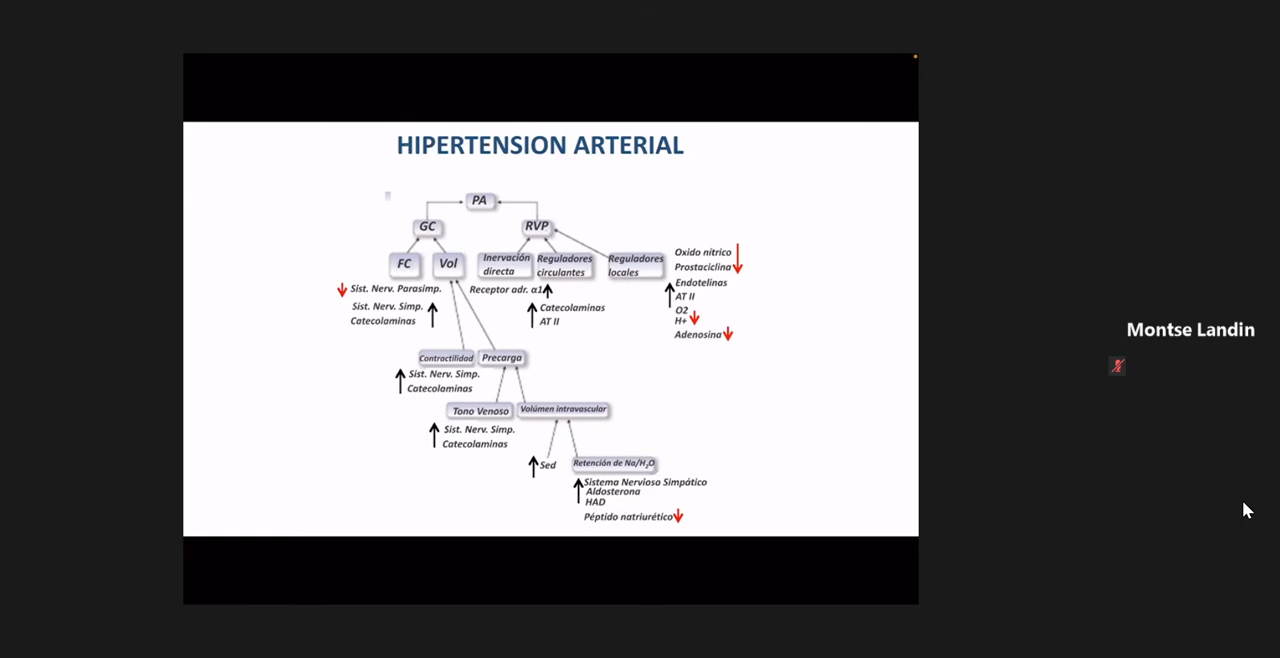 HIPERTENSION ARTERIAL
PA
GC
RVP
FC
Vol
Inervación
directa
Reguladores
circulantes
Reguladores
locales
Oxido nítrico
Prostaciclina
Endotelinas
AT II
O2
H+
Adenosina
Sist. Nerv. Parasimp.
Sist. Nerv. Simp.
Catecolaminas
Receptor adr. α1
Catecolaminas
AT II
Montse Landin
Contractilidad
Precarga
Sist. Nerv. Simp.
Catecolaminas
Tono Venoso
Volúmen intravascular
Sist. Nerv. Simp.
Catecolaminas
Sed
Retención de Na/H₂O
Sistema Nervioso Simpático
Aldosterona
HAD
Péptido natriurético